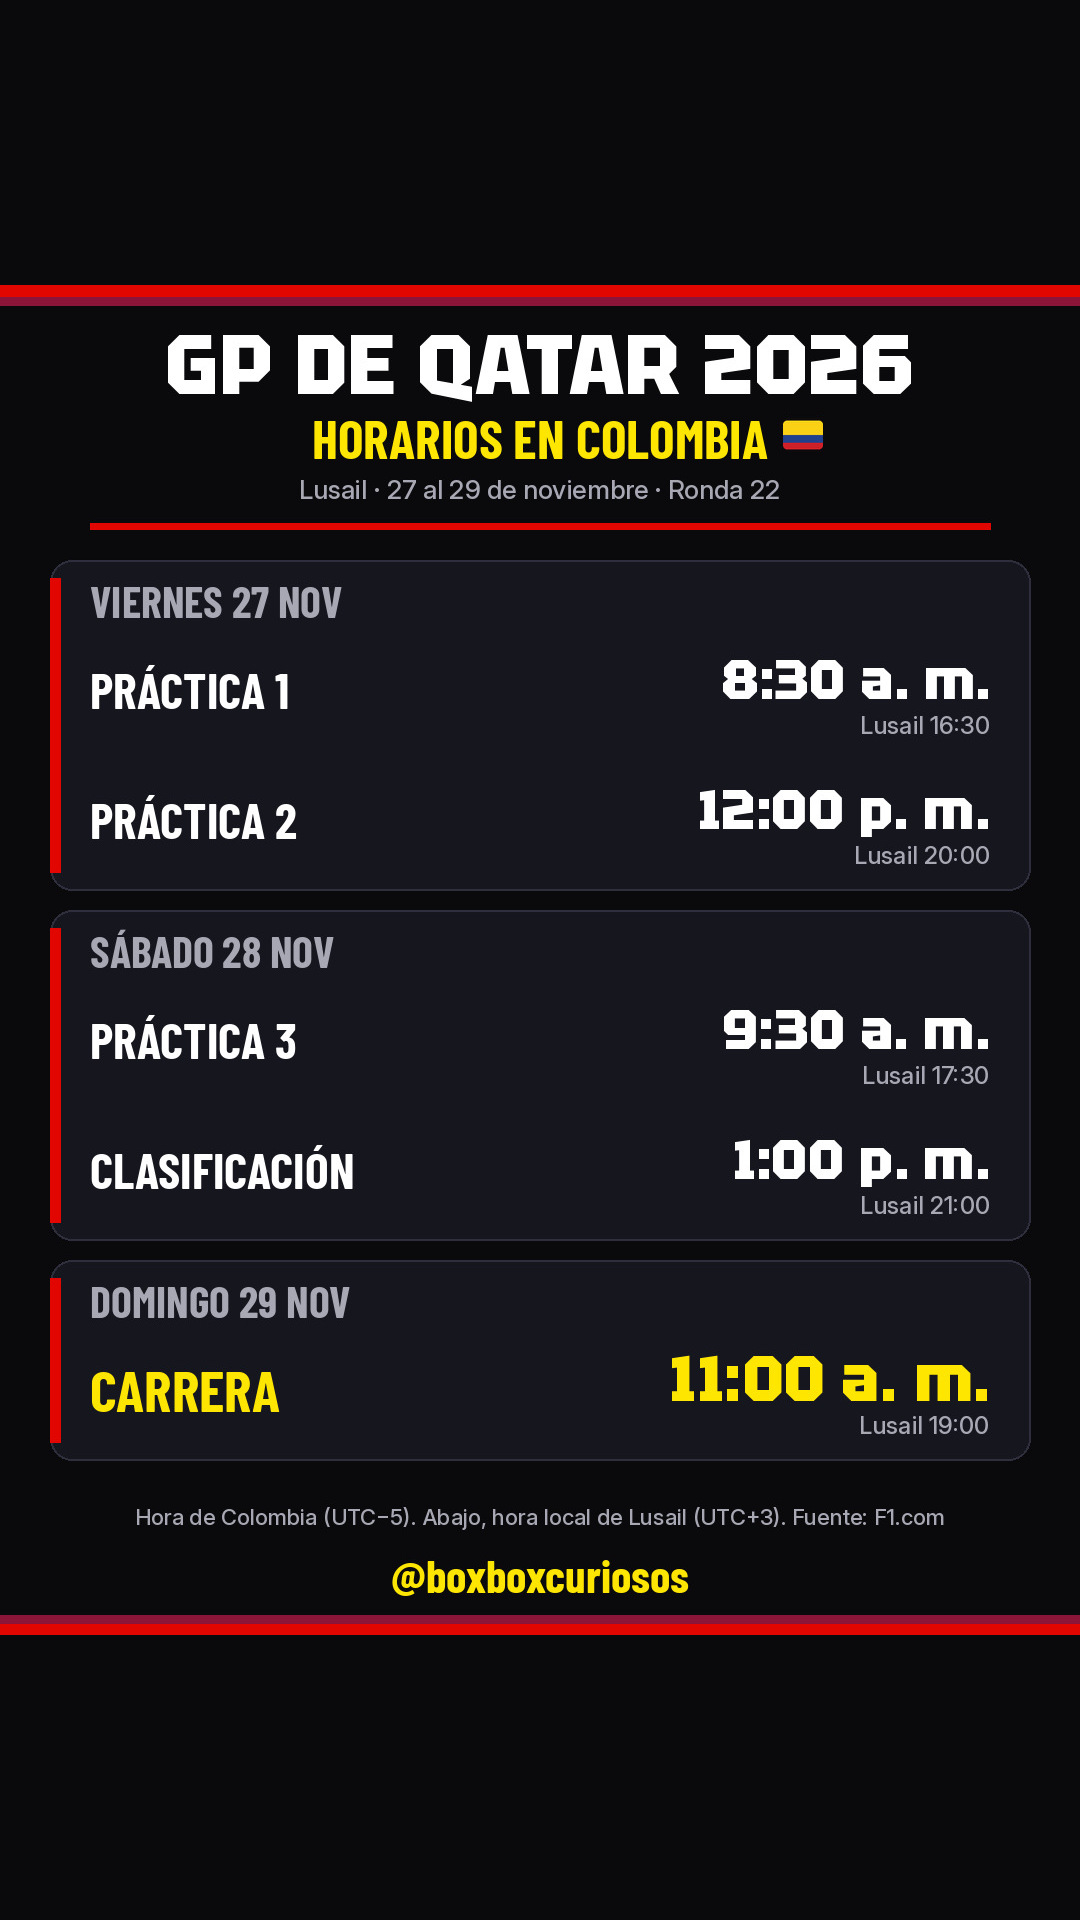 GP DE QATAR 2026
HORARIOS EN COLOMBIA
Lusail · 27 al 29 de noviembre · Ronda 22
VIERNES 27 NOV
PRÁCTICA 1
8:30 a. m.
Lusail 16:30
PRÁCTICA 2
12:00 p. m.
Lusail 20:00
SÁBADO 28 NOV
PRÁCTICA 3
9:30 a. m.
Lusail 17:30
CLASIFICACIÓN
1:00 p. m.
Lusail 21:00
DOMINGO 29 NOV
CARRERA
11:00 a. m.
Lusail 19:00
Hora de Colombia (UTC−5). Abajo, hora local de Lusail (UTC+3). Fuente: F1.com
@boxboxcuriosos